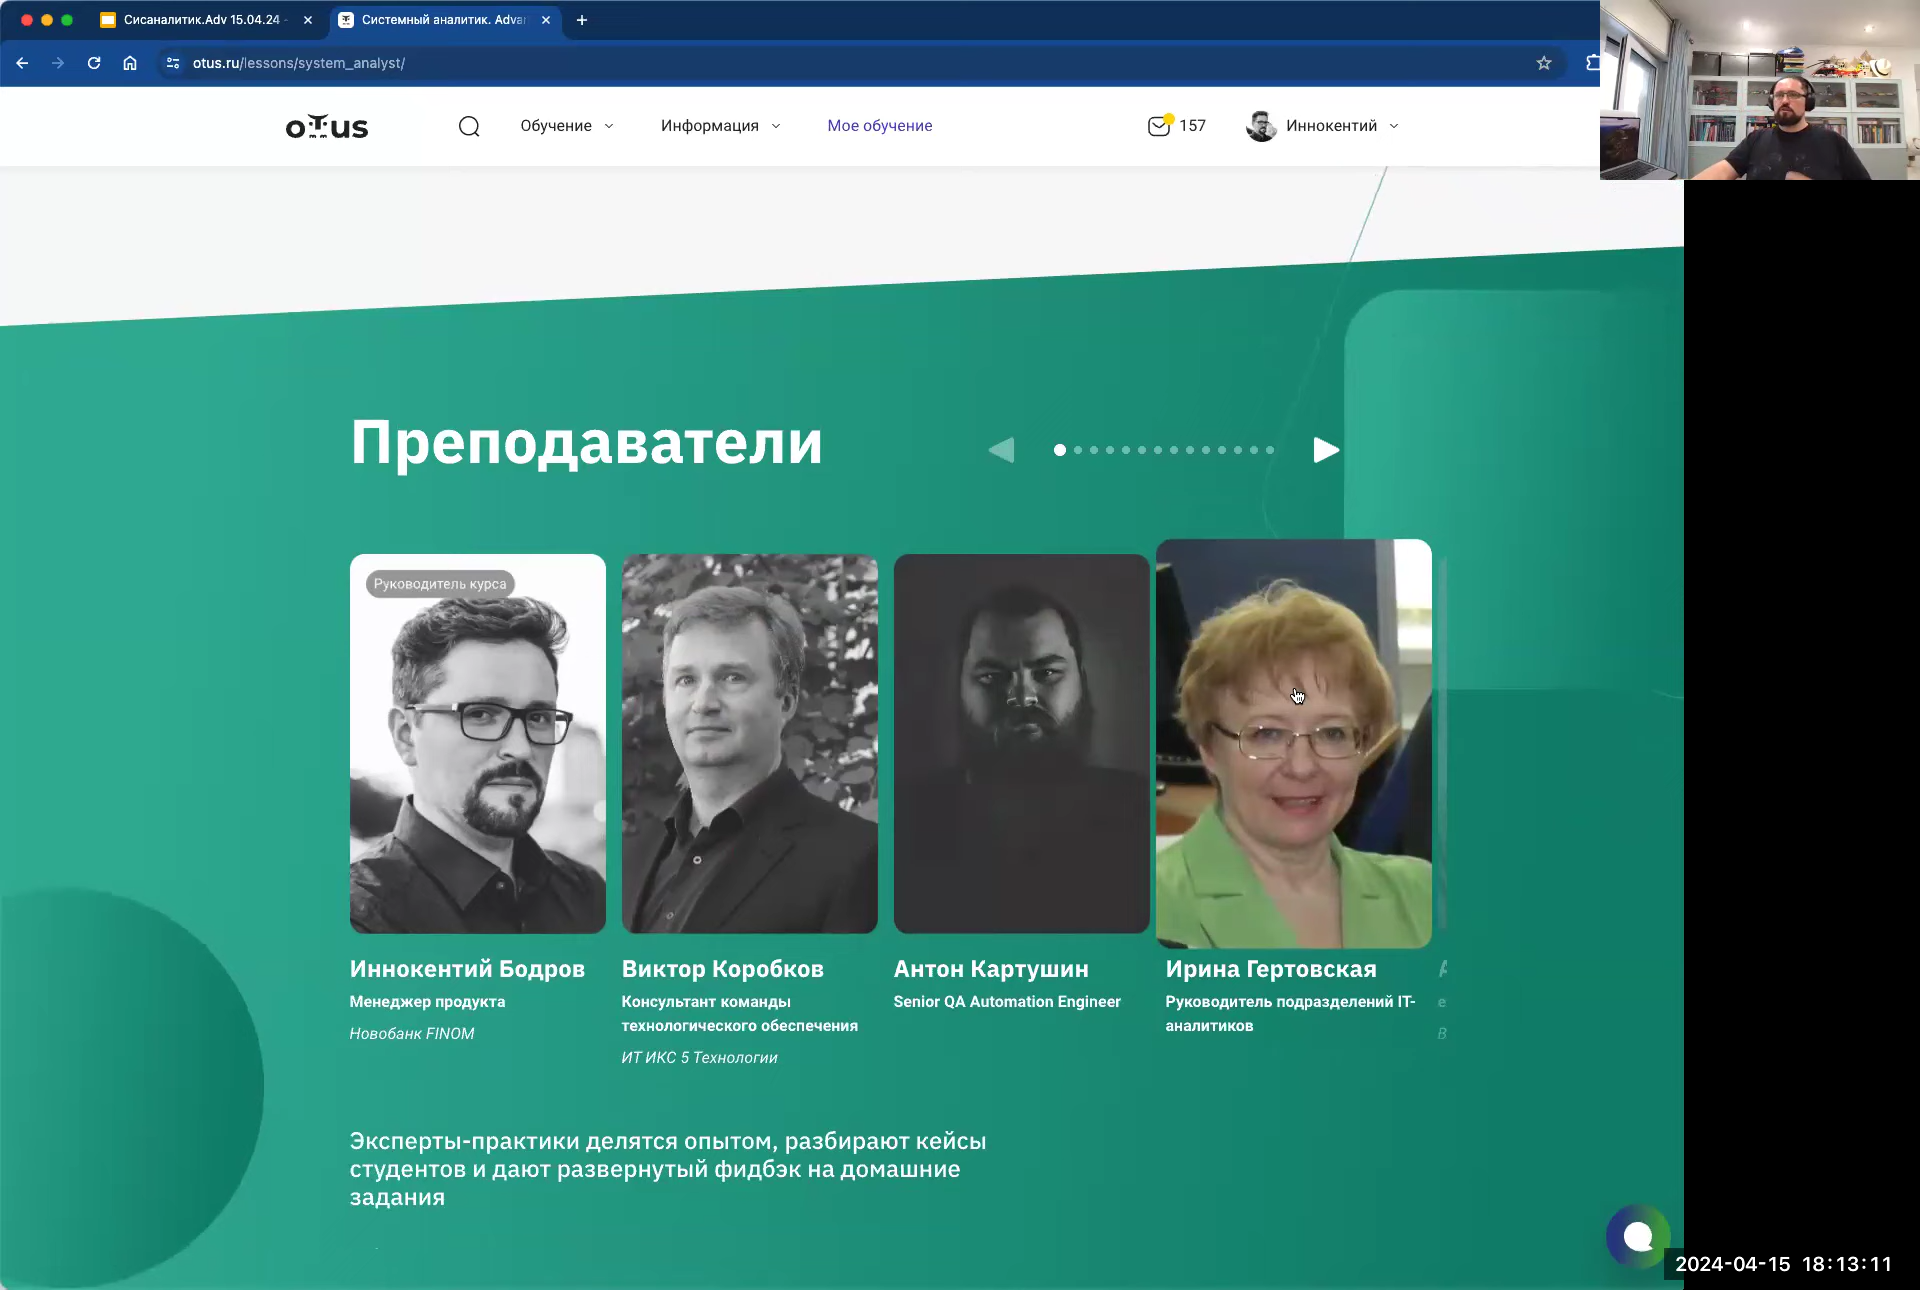 Сисаналитик.Adv 15.04.24 -
Системный аналитик. Advan
otus.ru/lessons/system_analyst/
OTUS
Обучение
Информация
Мое обучение
157
Иннокентий
Преподаватели
Руководитель курса
Иннокентий Бодров
Менеджер продукта
Новобанк FINOM
Виктор Коробков
Консультант команды
технологического обеспечения
ИТ ИКС 5 Технологии
Антон Картушин
Senior QA Automation Engineer
Ирина Гертовская
Руководитель подразделений IT-
аналитиков
Эксперты-практики делятся опытом, разбирают кейсы
студентов и дают развернутый фидбэк на домашние
задания
2024-04-15 18:13:11